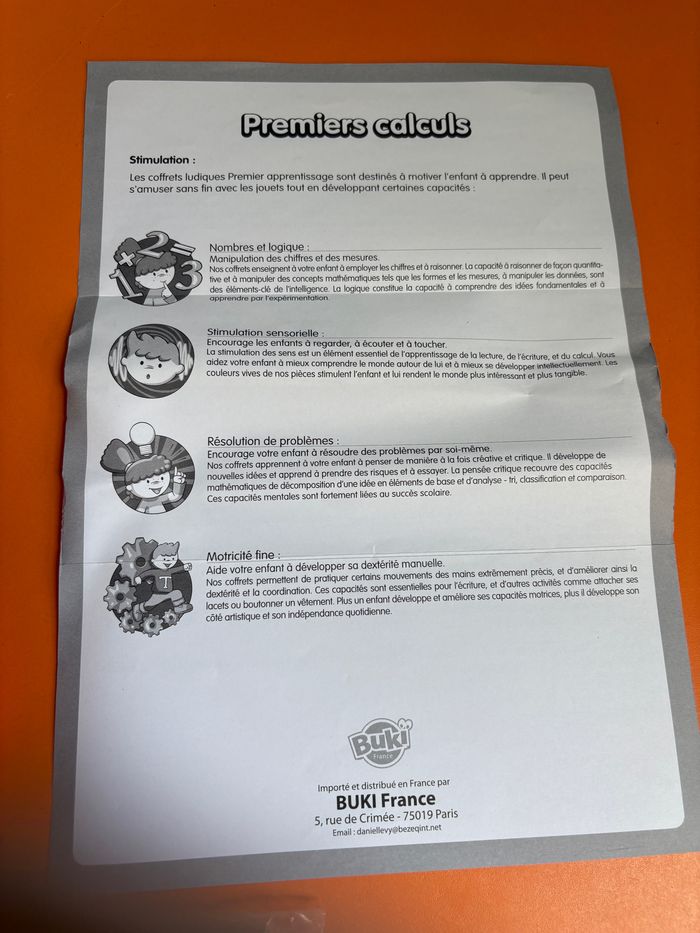 Premiers calculs
Stimulation :
Les coffrets ludiques Premier apprentissage sont destinés à motiver l'enfant à apprendre. Il peut
s'amuser sans fin avec les jouets tout en développant certaines capacités :
Nombres et logique :
Manipulation des chiffres et des mesures.
Nos coffrets enseignent à votre enfant à employer les chiffres et à raisonner. La capacité à raisonner de façon quantita-
tive et à manipuler des concepts mathématiques tels que les formes et les mesures, à manipuler les données, sont
des éléments-clé de l'intelligence. La logique constitue la capacité à comprendre des idées fondamentales et à
apprendre par l'expérimentation.
Stimulation sensorielle :
Encourage les enfants à regarder, à écouter et à toucher.
La stimulation des sens est un élément essentiel de l'apprentissage de la lecture, de l'écriture, et du calcul. Vous
aidez votre enfant à mieux comprendre le monde autour de lui et à mieux se développer intellectuellement. Les
couleurs vives de nos pièces stimulent l'enfant et lui rendent le monde plus intéressant et plus tangible.
Résolution de problèmes :
Encourage votre enfant à résoudre des problèmes par soi-même.
Nos coffrets apprennent à votre enfant à penser de manière à la fois créative et critique. Il développe de
nouvelles idées et apprend à prendre des risques et à essayer. La pensée critique recouvre des capacités
mathématiques de décomposition d'une idée en éléments de base et d'analyse - tri, classification et comparaison.
Ces capacités mentales sont fortement liées au succès scolaire.
Motricité fine :
Aide votre enfant à développer sa dextérité manuelle.
Nos coffrets permettent de pratiquer certains mouvements des mains extrêmement précis, et d'améliorer ainsi la
dextérité et la coordination. Ces capacités sont essentielles pour l'écriture, et d'autres activités comme attacher ses
lacets ou boutonner un vêtement. Plus un enfant développe et améliore ses capacités motrices, plus il développe son
côté artistique et son indépendance quotidienne.
Buki
France
Importé et distribué en France par
BUKI France
5, rue de Crimée - 75019 Paris
Email : daniellevy@bezeqint.net